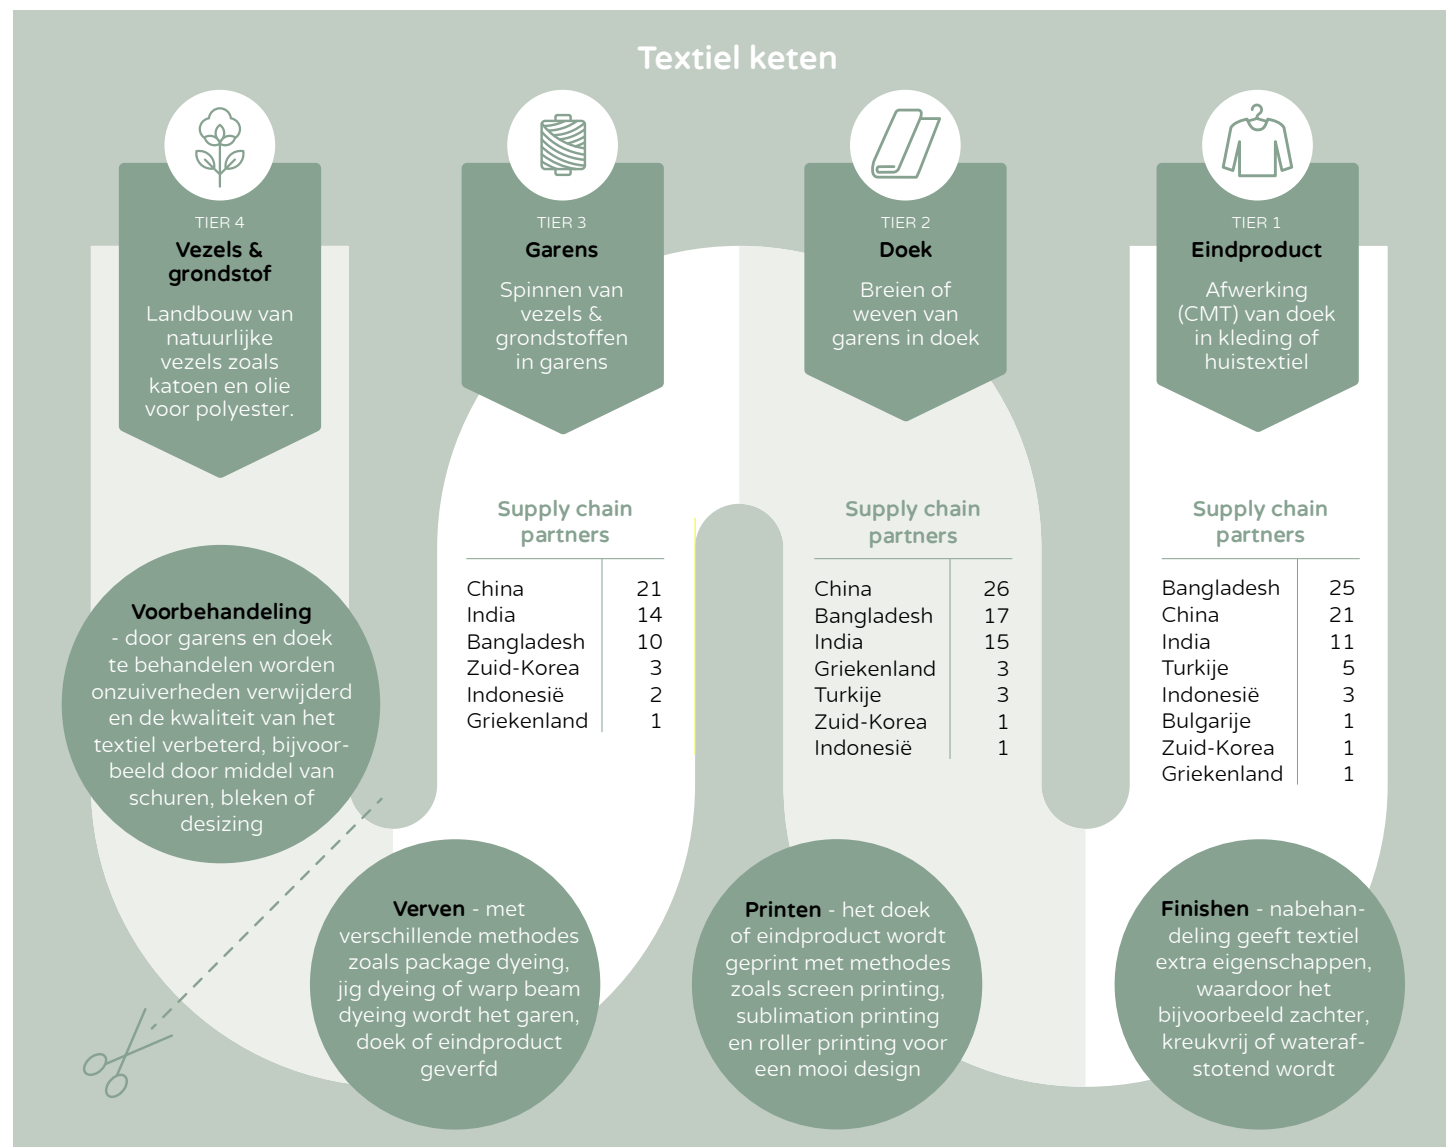 Textiel keten
TIER 4
Vezels &
grondstof
Landbouw van
natuurlijke
vezels zoals
katoen en olie
voor polyester.
TIER 3
Garens
Spinnen van
vezels &
grondstoffen
in garens
TIER 2
Doek
Breien of
weven van
garens in doek
TIER 1
Eindproduct
Afwerking
(CMT) van doek
in kleding of
huistextiel
Voorbehandeling
- door garens en doek
te behandelen worden
onzuiverheden verwijderd
en de kwaliteit van het
textiel verbeterd, bijvoor-
beeld door middel van
schuren, bleken of
desizing
Supply chain
partners
China 21
India 14
Bangladesh 10
Zuid-Korea 3
Indonesië 2
Griekenland 1
Supply chain
partners
China 26
Bangladesh 17
India 15
Griekenland 3
Turkije 3
Zuid-Korea 1
Indonesië 1
Supply chain
partners
Bangladesh 25
China 21
India 11
Turkije 5
Indonesië 3
Bulgarije 1
Zuid-Korea 1
Griekenland 1
Verven - met
verschillende methodes
zoals package dyeing,
jig dyeing of warp beam
dyeing wordt het garen,
doek of eindproduct
geverfd
Printen - het doek
of eindproduct wordt
geprint met methodes
zoals screen printing,
sublimation printing
en roller printing voor
een mooi design
Finishen - nabehan-
deling geeft textiel
extra eigenschappen,
waardoor het
bijvoorbeeld zachter,
kreukvrij of wateraf-
stotend wordt